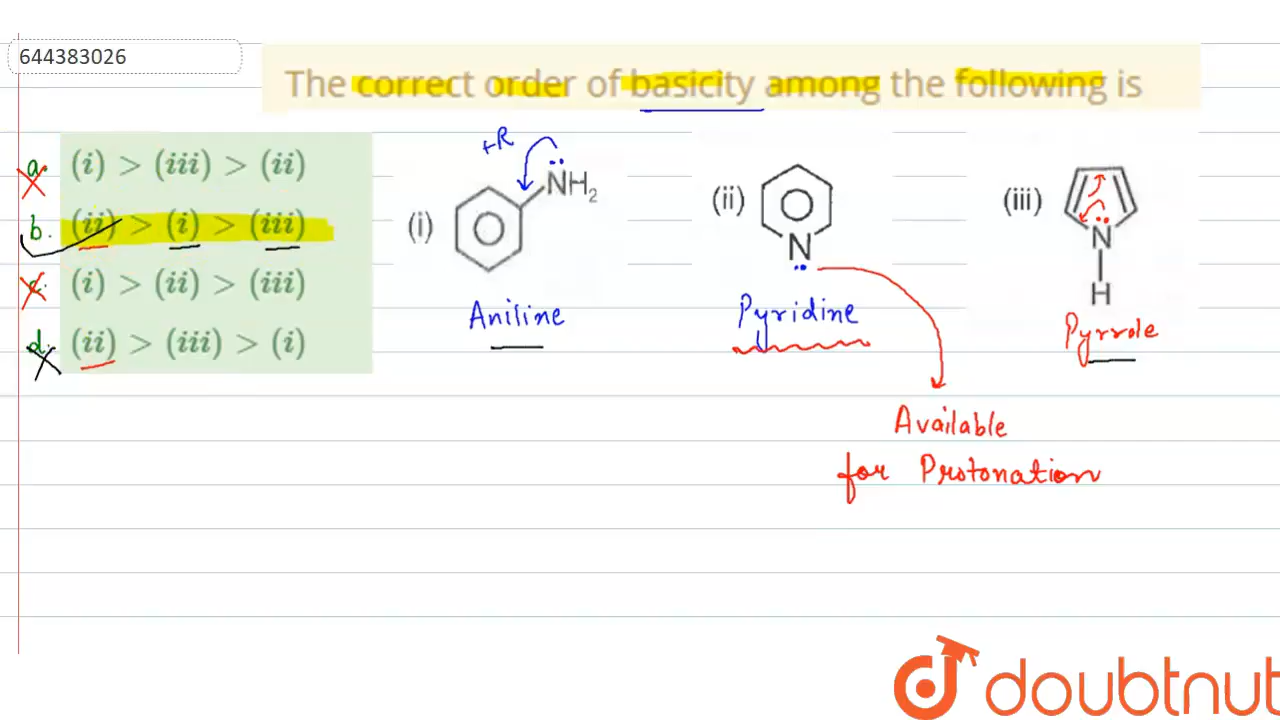 644383026
The correct order of basicity among the following is
a. (i) > (iii) > (ii)
b. (ii) > (i) > (iii)
c. (i) > (ii) > (iii)
d. (ii) > (iii) > (i)
+R
(i)
NH2
Aniline
(ii)
N
Pyridine
(iii)
N
H
Pyrrole
Available
for Protonation
doubtnut